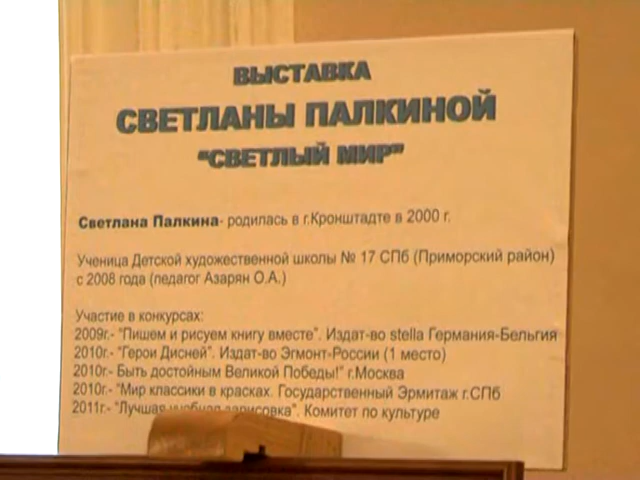 ВЫСТАВКА
СВЕТЛАНЫ ПАЛКИНОЙ
"СВЕТЛЫЙ МИР"
Светлана Палкина- родилась в г.Кронштадте в 2000 г.
Ученица Детской художественной школы № 17 СПб (Приморский район)
с 2008 года (педагог Азарян О.А.)
Участие в конкурсах:
2009г.- "Пишем и рисуем книгу вместе". Издат-во stella Германия-Бельгия
2010г.- "Герои Дисней". Издат-во Эгмонт-России (1 место)
2010г.- Быть достойным Великой Победы!" г.Москва
2010г.- "Мир классики в красках. Государственный Эрмитаж г.СПб
2011г.- "Лучшая учебная зарисовка". Комитет по культуре